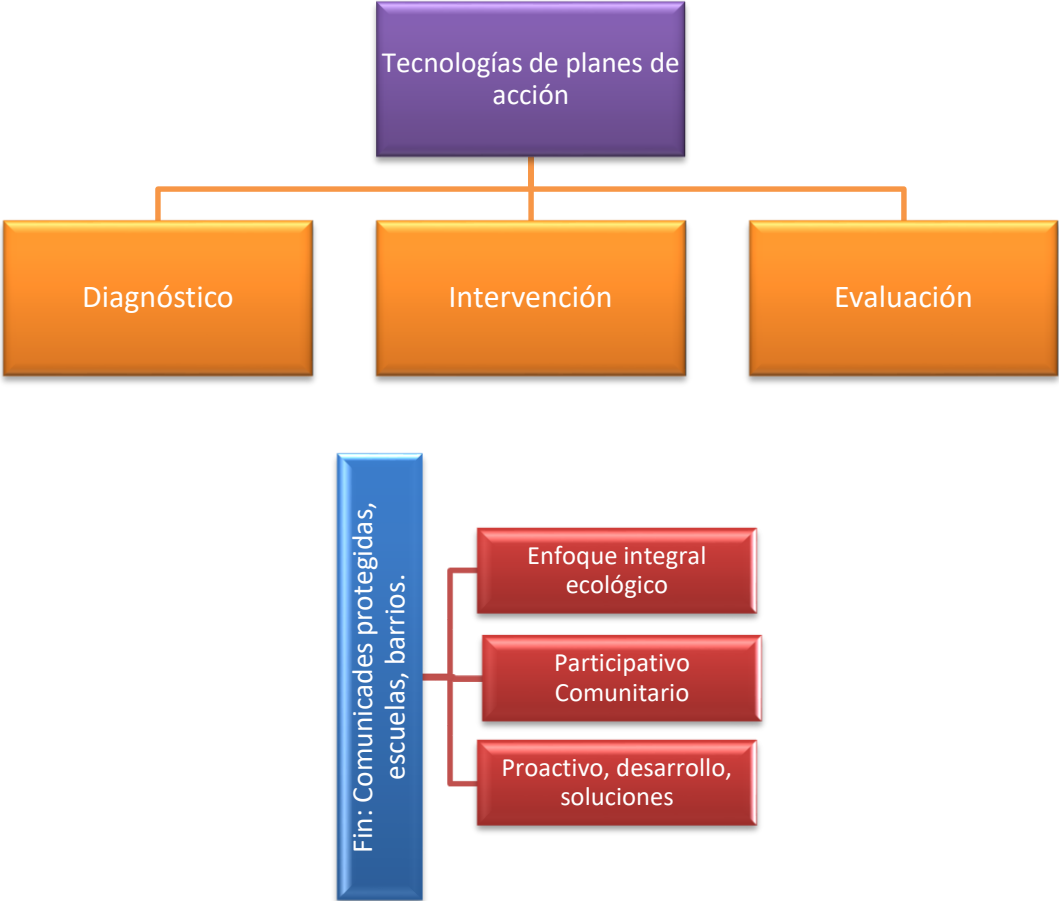 Tecnologías de planes de
acción
Diagnóstico
Intervención
Evaluación
Fin: Comunicades protegidas,
escuelas, barrios.
Enfoque integral
ecológico
Participativo
Comunitario
Proactivo, desarrollo,
soluciones